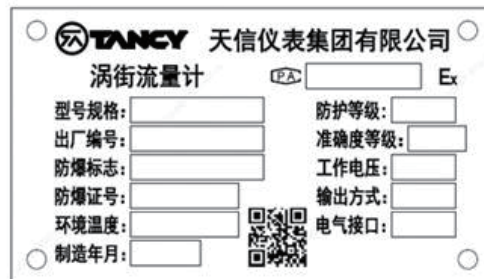 TANCY 天信仪表集团有限公司
涡街流量计 PA Ex
型号规格: 防护等级:
出厂编号: 准确度等级:
防爆标志: 工作电压:
防爆证号: 输出方式:
环境温度: 电气接口:
制造年月: